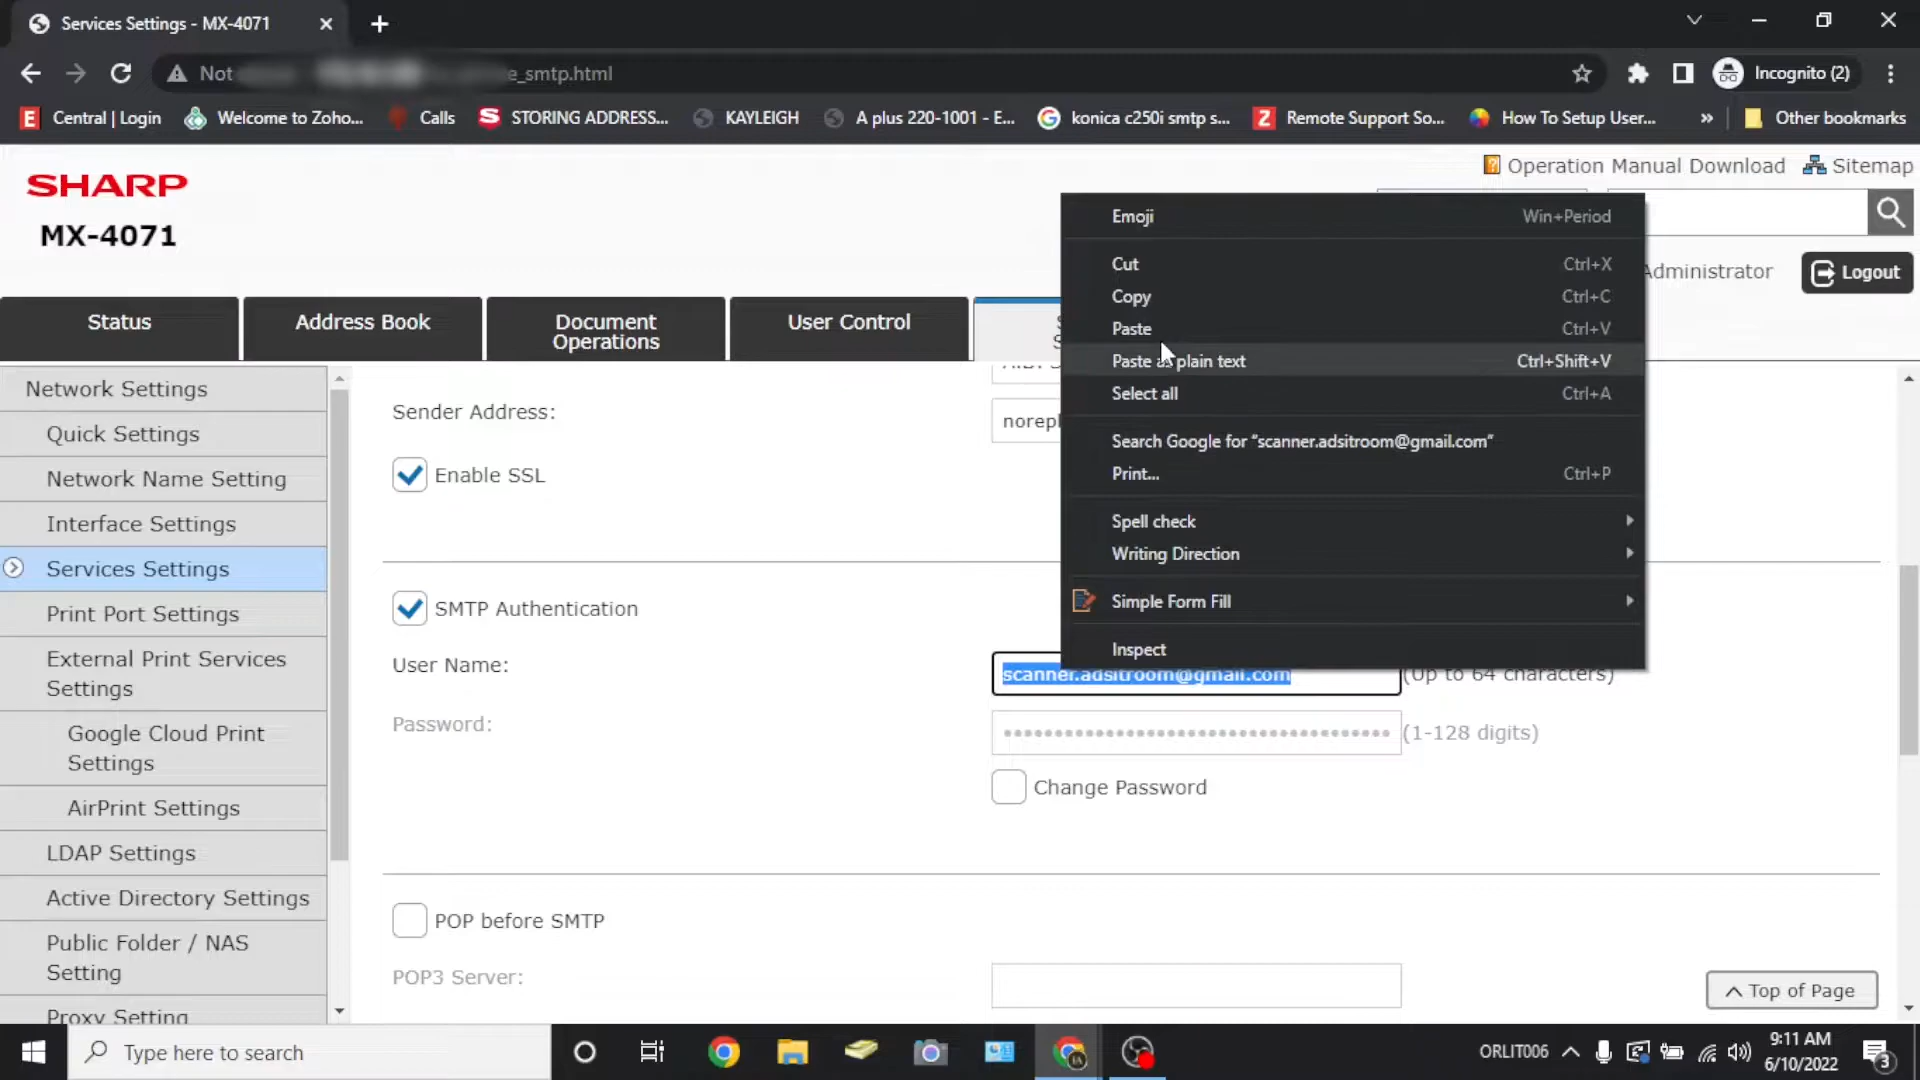 Services Settings - MX-4071
Not
e_smtp.html
Incognito (2)
Central | Login
Welcome to Zoho...
Calls
STORING ADDRESS...
KAYLEIGH
A plus 220-1001 - E...
konica c250i smtp s...
Remote Support So...
How To Setup User...
»
Other bookmarks
Operation Manual Download
Sitemap
SHARP
MX-4071
Administrator
Logout
Status
Address Book
Document
Operations
User Control
Network Settings
Quick Settings
Network Name Setting
Interface Settings
Services Settings
Print Port Settings
External Print Services
Settings
Google Cloud Print
Settings
AirPrint Settings
LDAP Settings
Active Directory Settings
Public Folder / NAS
Setting
Proxy Setting
Sender Address:
norepl
Enable SSL
SMTP Authentication
User Name:
scanner.adsitroom@gmail.com
(Up to 64 characters)
Password:
(1-128 digits)
Change Password
POP before SMTP
POP3 Server:
Top of Page
Emoji Win+Period
Cut Ctrl+X
Copy Ctrl+C
Paste Ctrl+V
Paste as plain text Ctrl+Shift+V
Select all Ctrl+A
Search Google for "scanner.adsitroom@gmail.com"
Print... Ctrl+P
Spell check
Writing Direction
Simple Form Fill
Inspect
Type here to search
ORLIT006
9:11 AM
6/10/2022
3